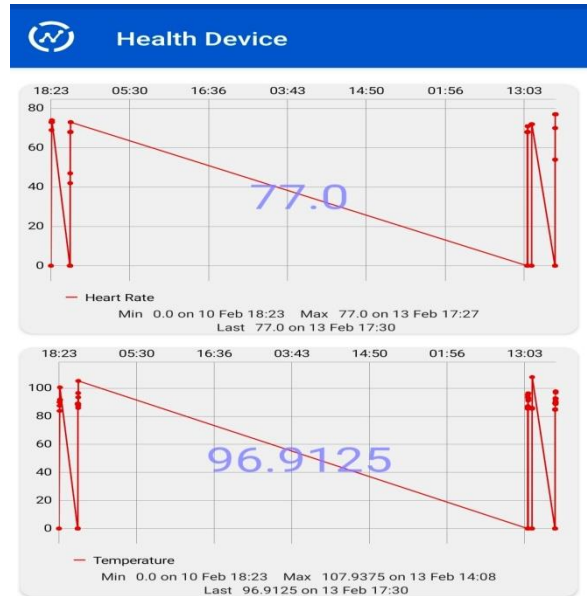 Health Device
18:23 05:30 16:36 03:43 14:50 01:56 13:03
80
60
40
20
0
77.0
Heart Rate
Min 0.0 on 10 Feb 18:23 Max 77.0 on 13 Feb 17:27
Last 77.0 on 13 Feb 17:30
18:23 05:30 16:36 03:43 14:50 01:56 13:03
100
80
60
40
20
0
96.9125
Temperature
Min 0.0 on 10 Feb 18:23 Max 107.9375 on 13 Feb 14:08
Last 96.9125 on 13 Feb 17:30